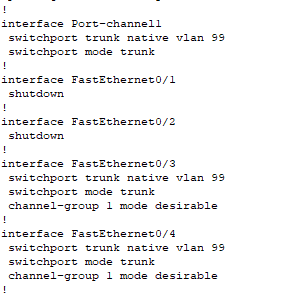 !
interface Port-channel1
 switchport trunk native vlan 99
 switchport mode trunk
!
interface FastEthernet0/1
 shutdown
!
interface FastEthernet0/2
 shutdown
!
interface FastEthernet0/3
 switchport trunk native vlan 99
 switchport mode trunk
 channel-group 1 mode desirable
!
interface FastEthernet0/4
 switchport trunk native vlan 99
 switchport mode trunk
 channel-group 1 mode desirable
!